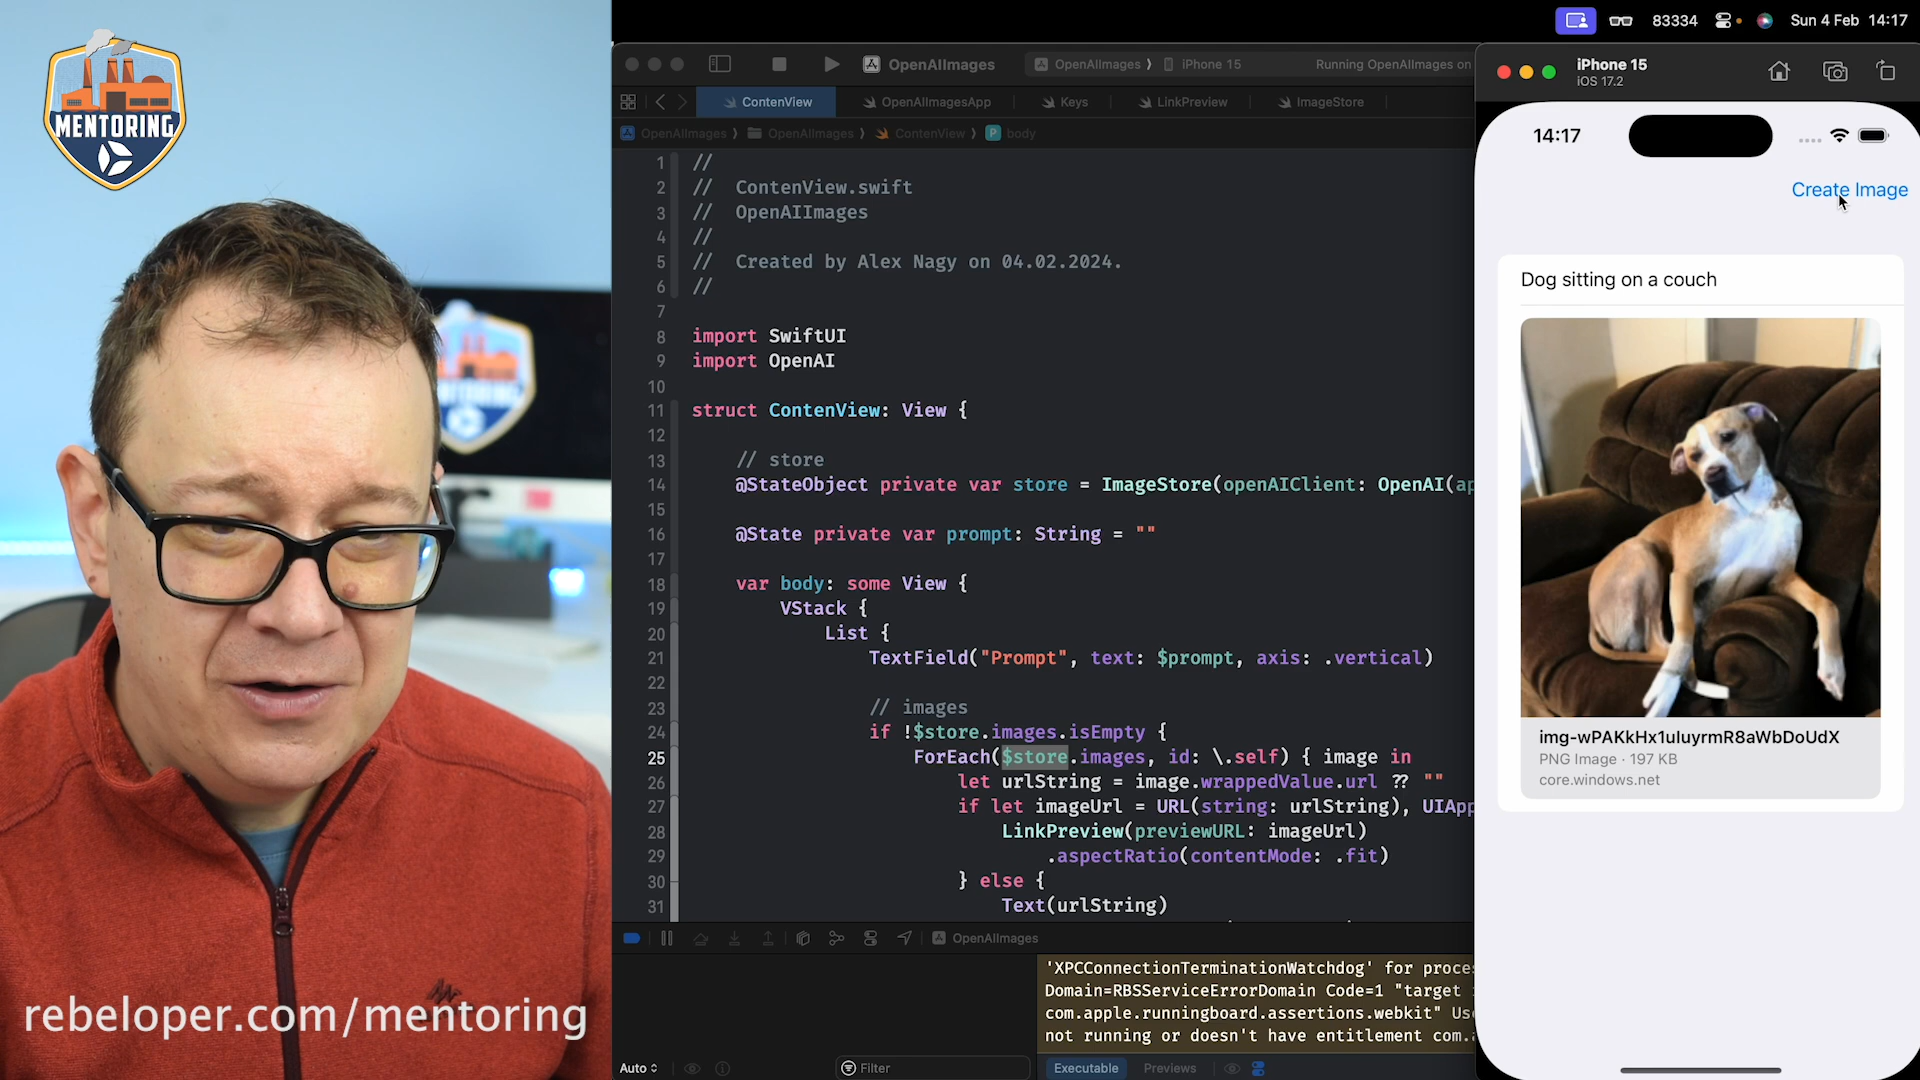 MENTORING
rebeloper.com/mentoring
83334
Sun 4 Feb 14:17
OpenAIImages
OpenAIImages ⟩ iPhone 15
Running OpenAIImages on
ContenView
OpenAIImagesApp
Keys
LinkPreview
ImageStore
OpenAIImages ⟩ OpenAIImages ⟩ ContenView ⟩ P body
1 //
2 // ContenView.swift
3 // OpenAIImages
4 //
5 // Created by Alex Nagy on 04.02.2024.
6 //
7
8 import SwiftUI
9 import OpenAI
10
11 struct ContenView: View {
12
13 // store
14 @StateObject private var store = ImageStore(openAIClient: OpenAI(ap
15
16 @State private var prompt: String = ""
17
18 var body: some View {
19 VStack {
20 List {
21 TextField("Prompt", text: $prompt, axis: .vertical)
22
23 // images
24 if !$store.images.isEmpty {
25 ForEach($store.images, id: \.self) { image in
26 let urlString = image.wrappedValue.url ?? ""
27 if let imageUrl = URL(string: urlString), UIApp
28 LinkPreview(previewURL: imageUrl)
29 .aspectRatio(contentMode: .fit)
30 } else {
31 Text(urlString)
OpenAIImages
'XPCConnectionTerminationWatchdog' for proce
Domain=RBSServiceErrorDomain Code=1 "target
com.apple.runningboard.assertions.webkit" Us
not running or doesn't have entitlement com.
Auto
Filter
Executable
Previews
iPhone 15
iOS 17.2
14:17
Create Image
Dog sitting on a couch
img-wPAKkHx1uIuyrmR8aWbDoUdX
PNG Image · 197 KB
core.windows.net